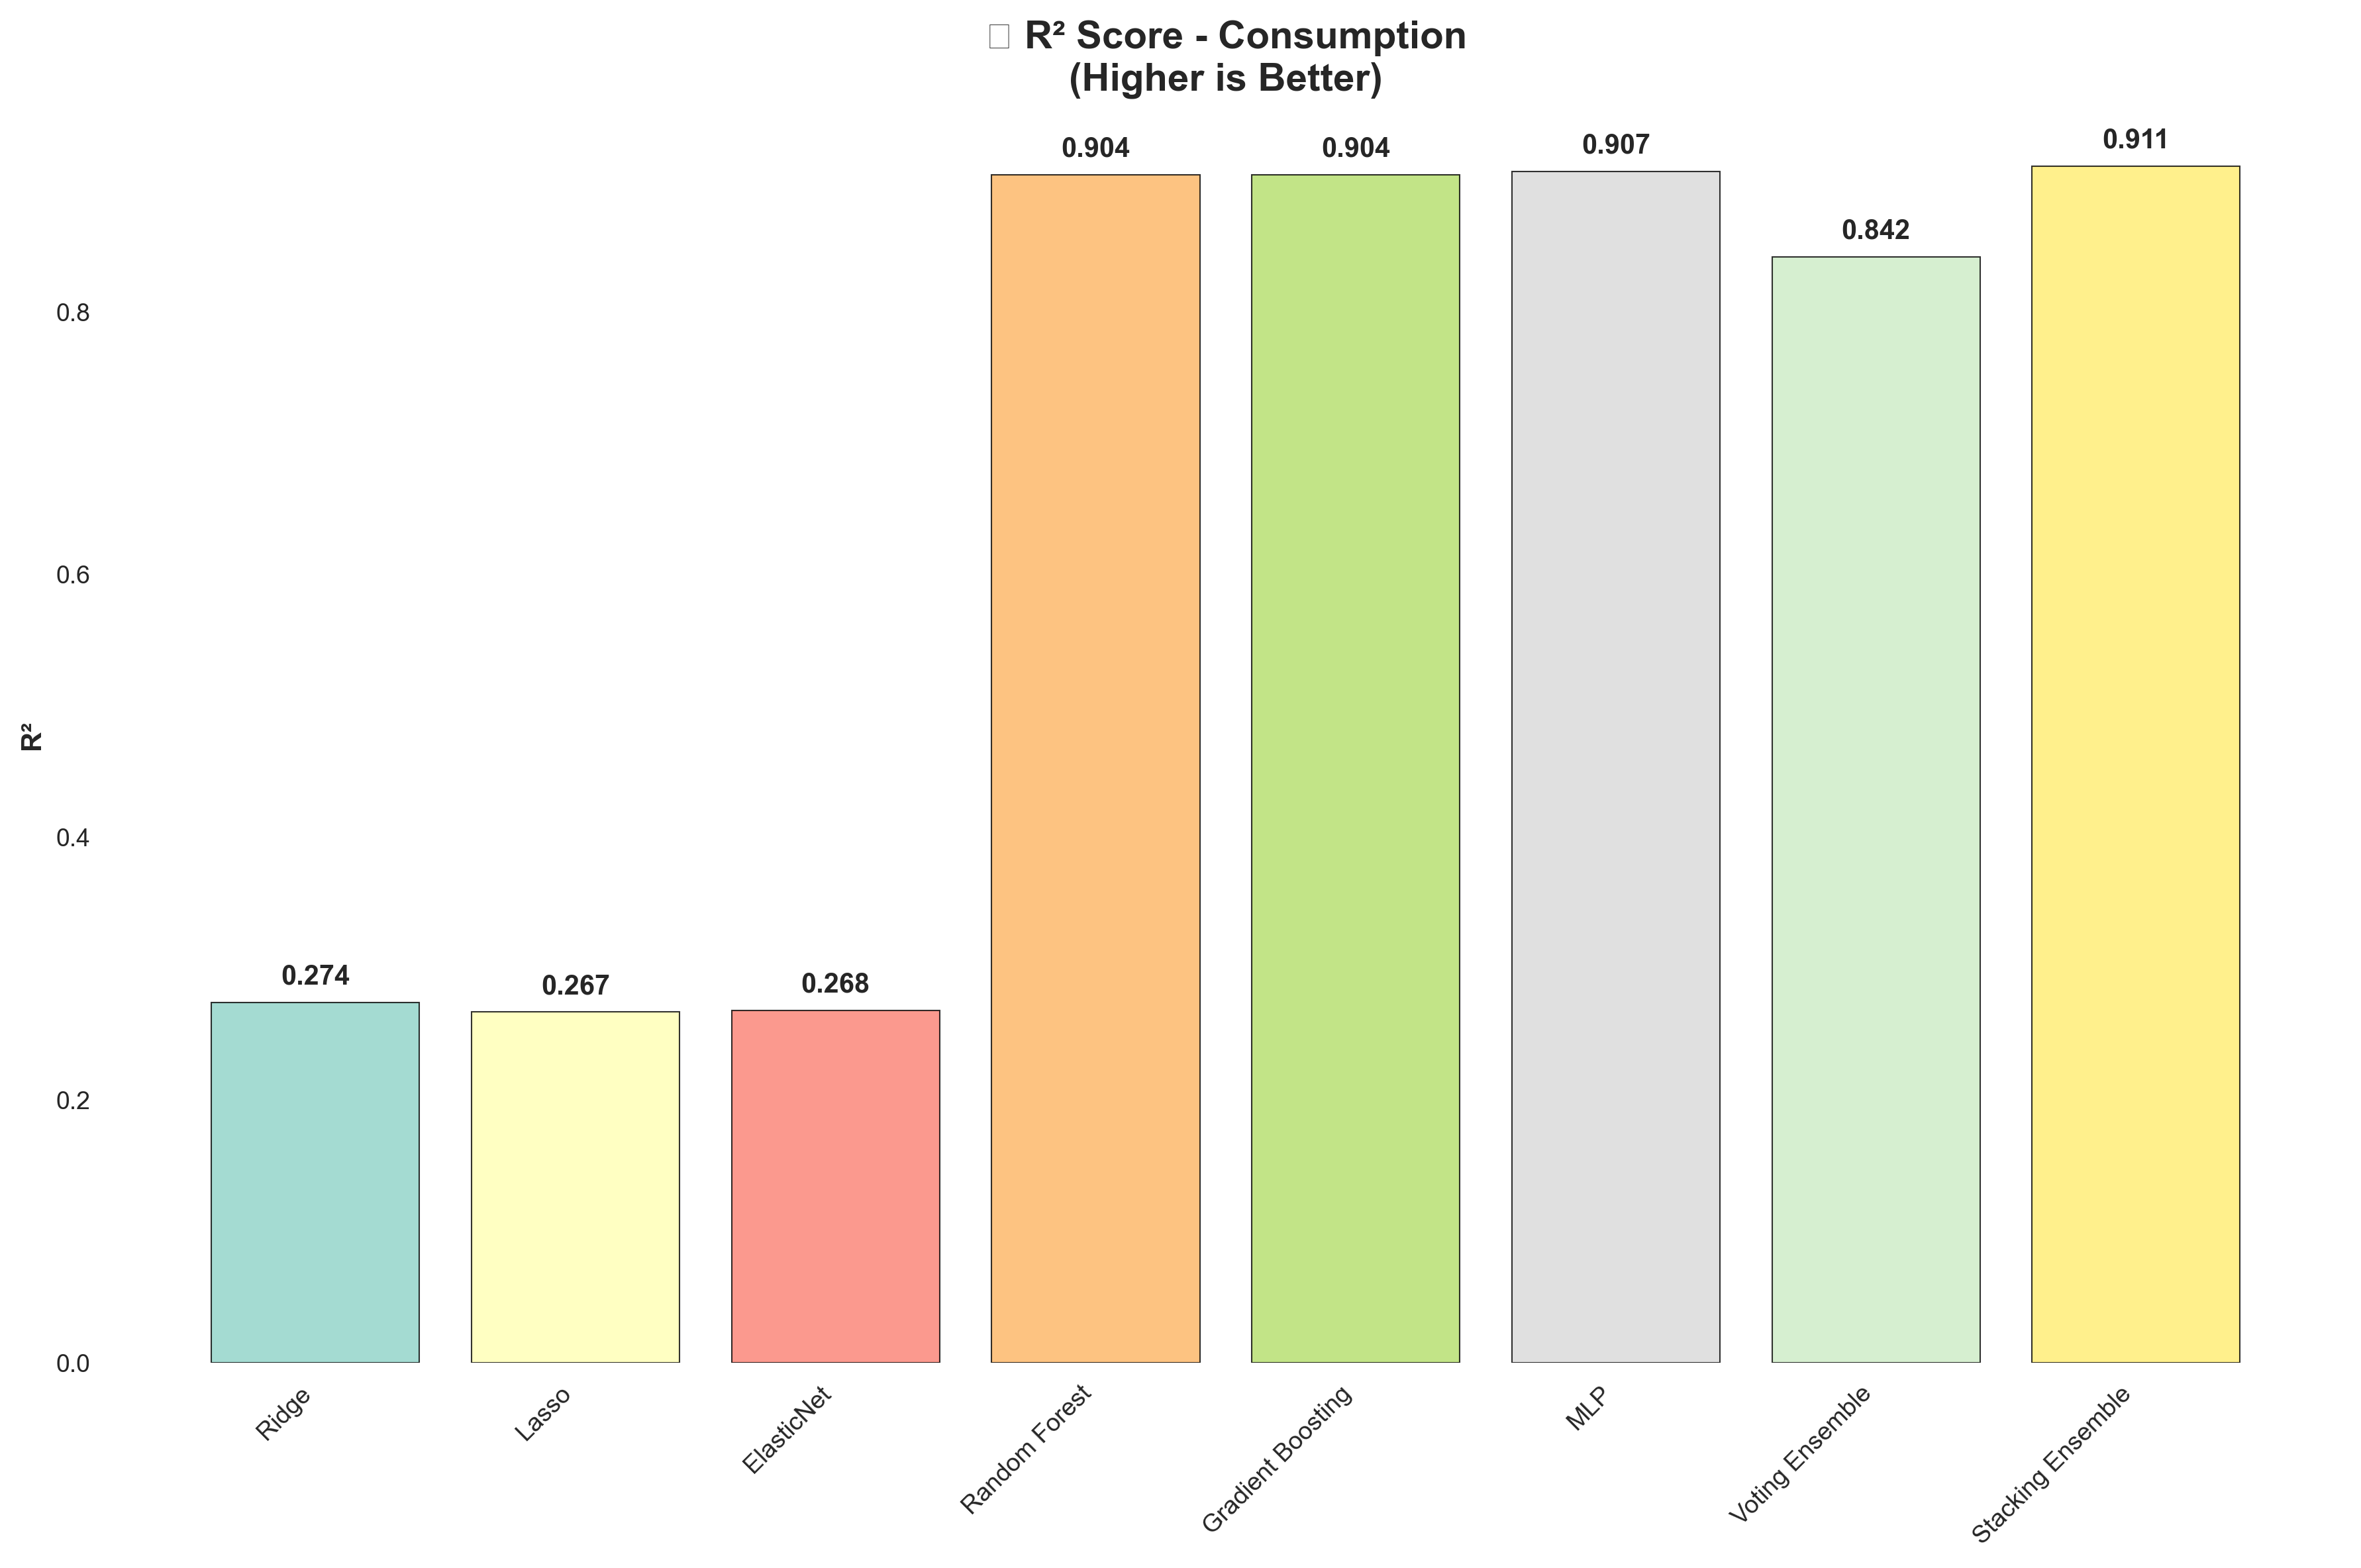 R² Score - Consumption
(Higher is Better)
0.904
0.904
0.907
0.842
0.911
0.274
0.267
0.268
R²
0.8
0.6
0.4
0.2
0.0
Ridge
Lasso
ElasticNet
Random Forest
Gradient Boosting
MLP
Voting Ensemble
Stacking Ensemble